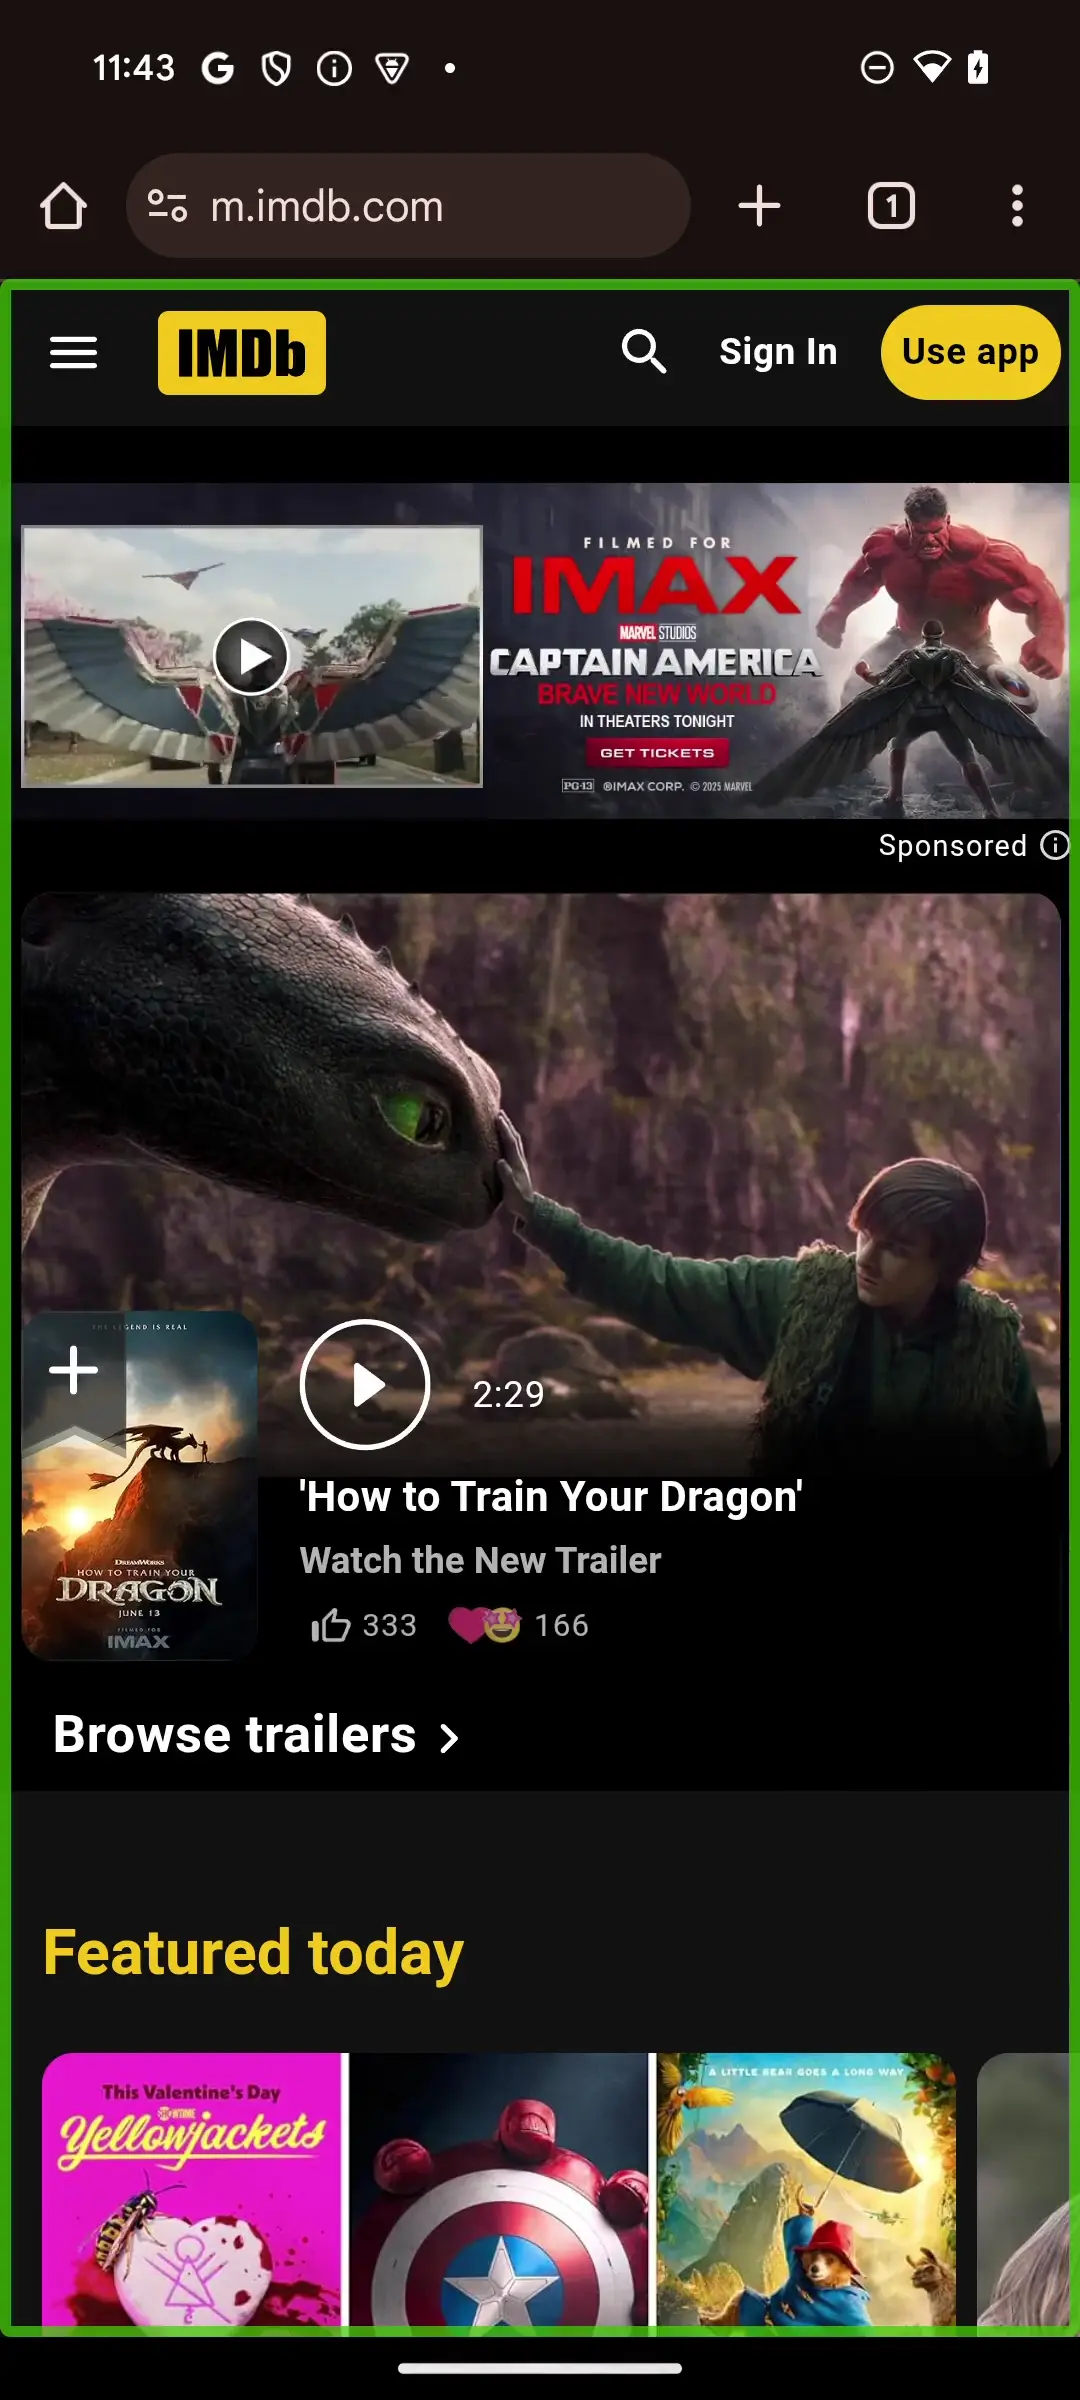 11:43
m.imdb.com
1
IMDb
Sign In
Use app
FILMED FOR
IMAX
MARVEL STUDIOS
CAPTAIN AMERICA
BRAVE NEW WORLD
IN THEATERS TONIGHT
GET TICKETS
PG-13 ©IMAX CORP. © 2025 MARVEL
Sponsored
THE LEGEND IS REAL
DREAMWORKS
HOW TO TRAIN YOUR
DRAGON
JUNE 13
FILMED FOR
IMAX
2:29
'How to Train Your Dragon'
Watch the New Trailer
333
166
Browse trailers
Featured today
This Valentine's Day
SHOWTIME
Yellowjackets
A LITTLE BEAR GOES A LONG WAY